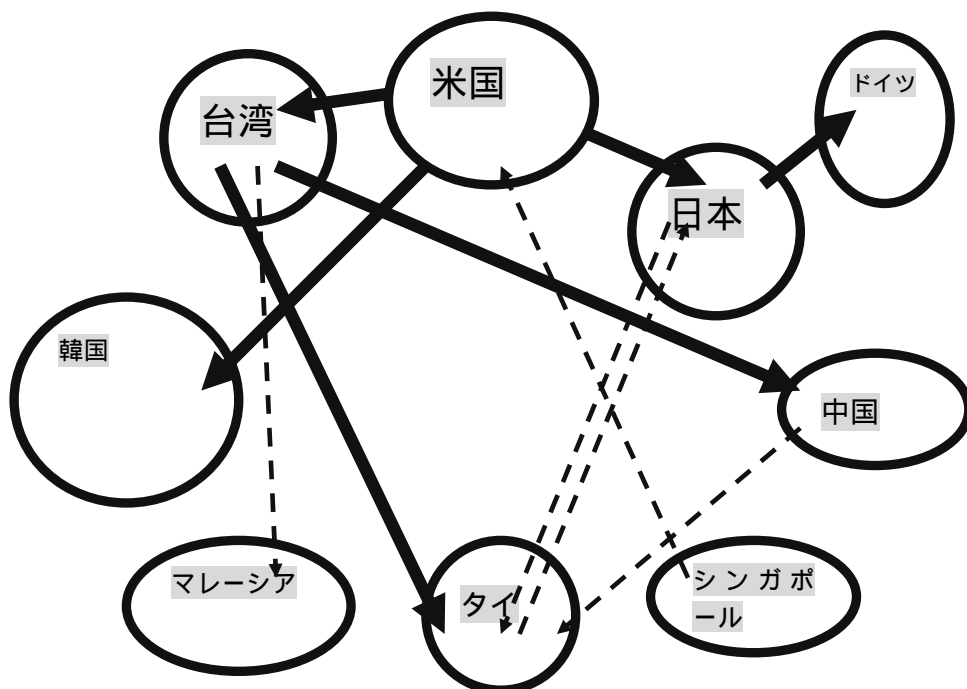 米国
ドイツ
台湾
日本
韓国
中国
マレーシア
タイ
シンガポ
ール